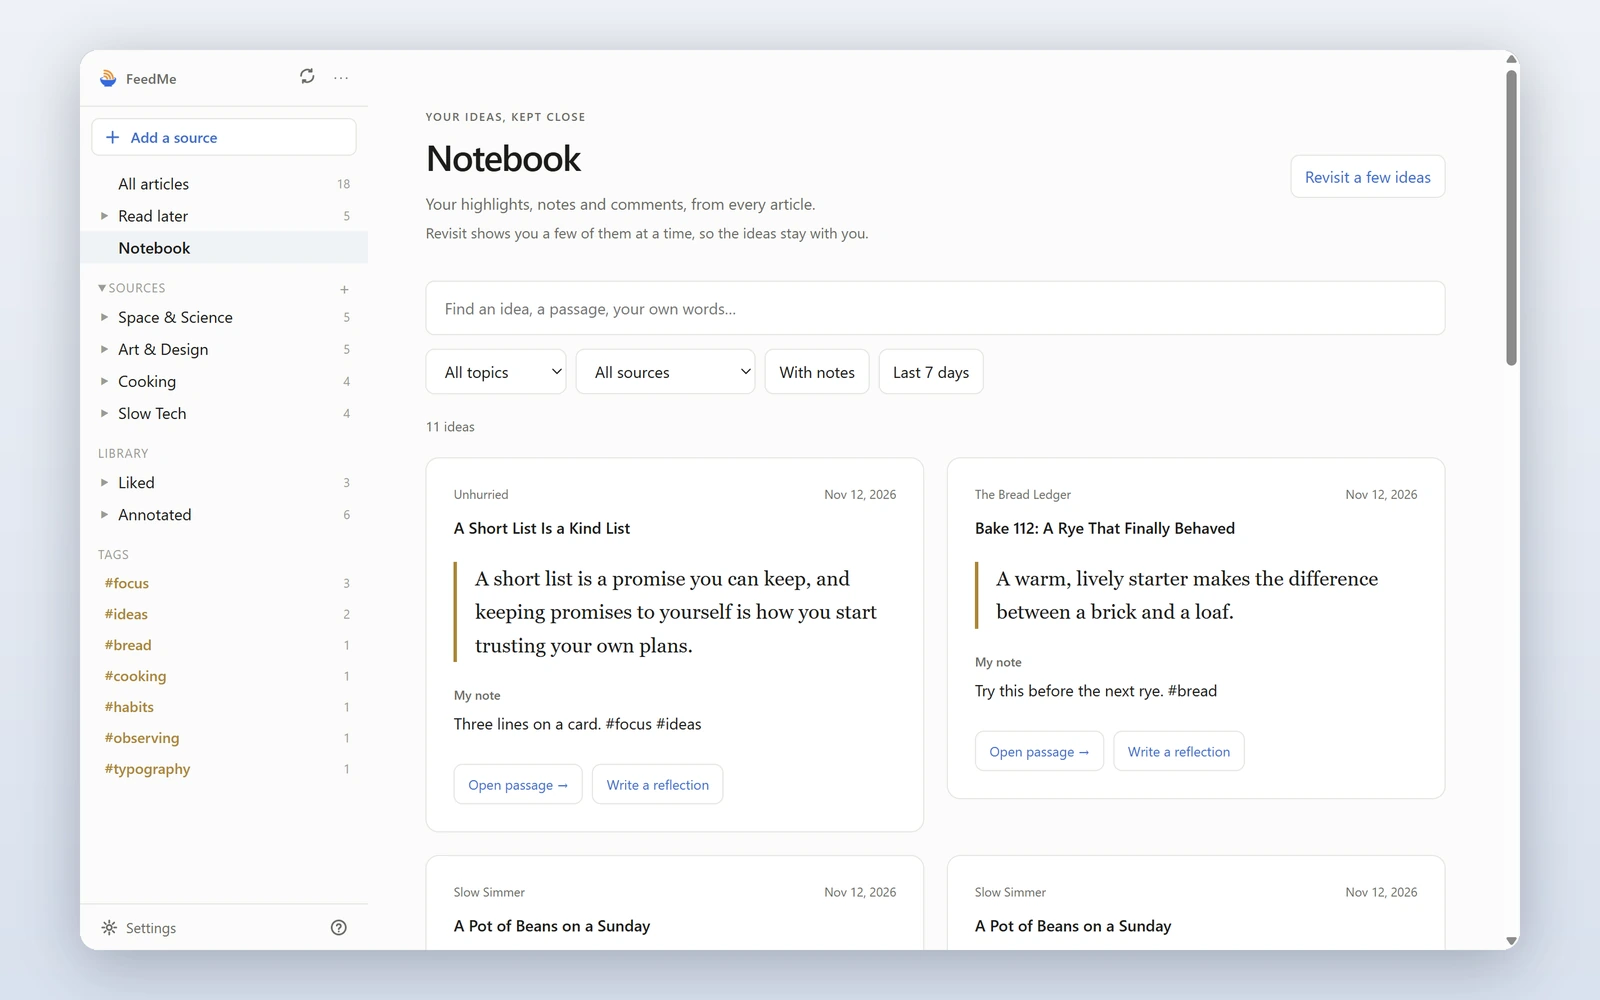 FeedMe
...
+ Add a source
All articles 18
Read later 5
Notebook
SOURCES +
Space & Science 5
Art & Design 5
Cooking 4
Slow Tech 4
LIBRARY
Liked 3
Annotated 6
TAGS
#focus 3
#ideas 2
#bread 1
#cooking 1
#habits 1
#observing 1
#typography 1
Settings
?
YOUR IDEAS, KEPT CLOSE
Notebook
Your highlights, notes and comments, from every article.
Revisit shows you a few of them at a time, so the ideas stay with you.
Revisit a few ideas
Find an idea, a passage, your own words...
All topics All sources With notes Last 7 days
11 ideas
Unhurried Nov 12, 2026
A Short List Is a Kind List
A short list is a promise you can keep, and
keeping promises to yourself is how you start
trusting your own plans.
My note
Three lines on a card. #focus #ideas
Open passage → Write a reflection
The Bread Ledger Nov 12, 2026
Bake 112: A Rye That Finally Behaved
A warm, lively starter makes the difference
between a brick and a loaf.
My note
Try this before the next rye. #bread
Open passage → Write a reflection
Slow Simmer Nov 12, 2026
A Pot of Beans on a Sunday
Slow Simmer Nov 12, 2026
A Pot of Beans on a Sunday